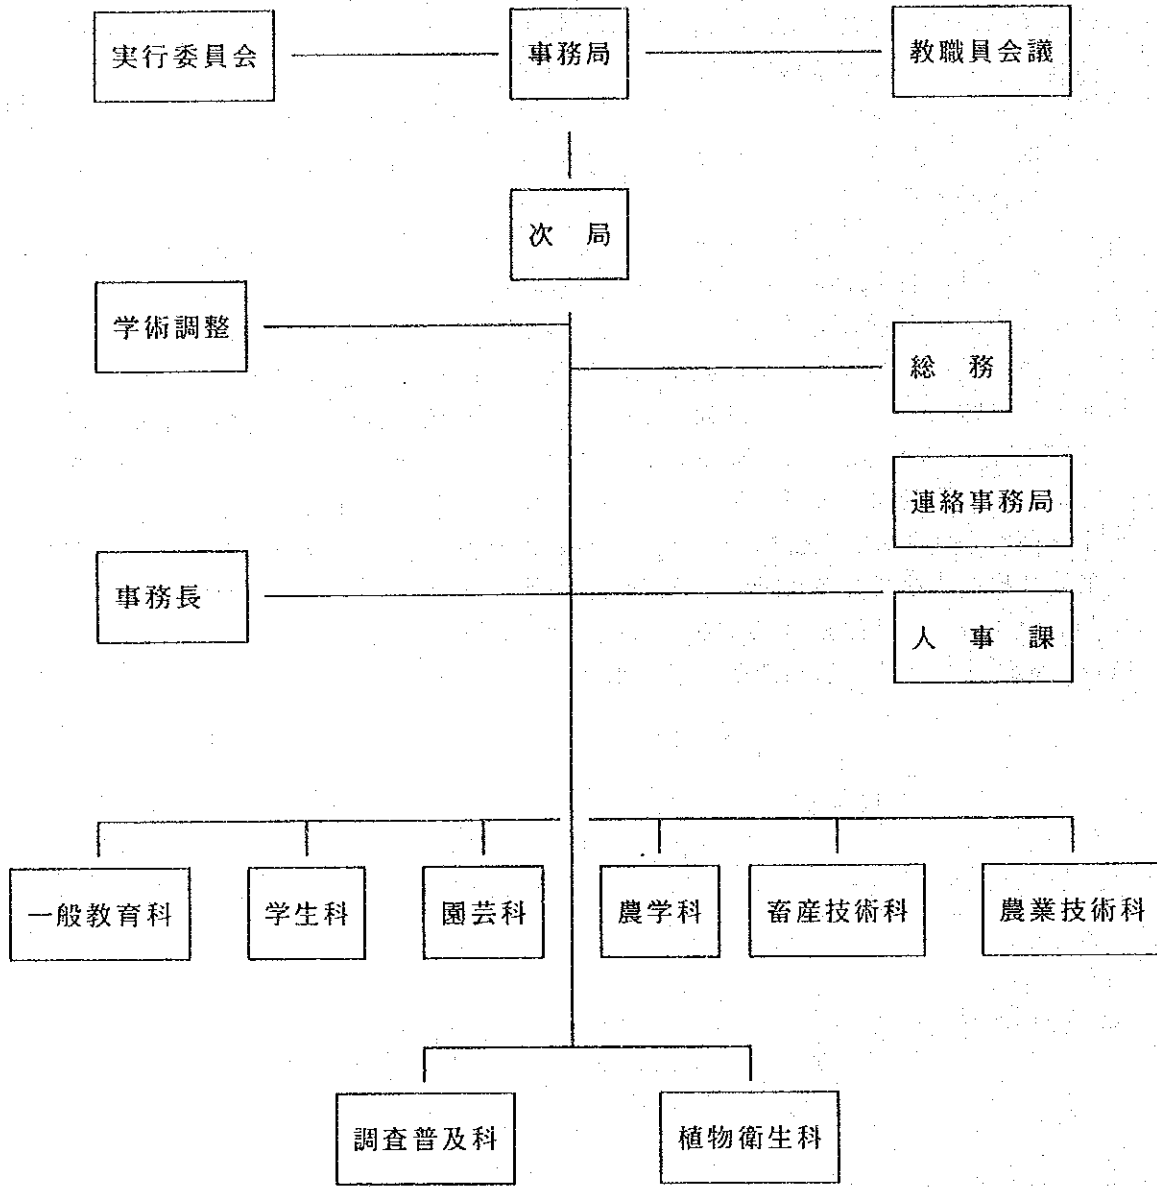 実行委員会
事務局
教職員会議
次　局
学術調整
総　務
連絡事務局
事務長
人　事　課
一般教育科
学生科
園芸科
農学科
畜産技術科
農業技術科
調査普及科
植物衛生科